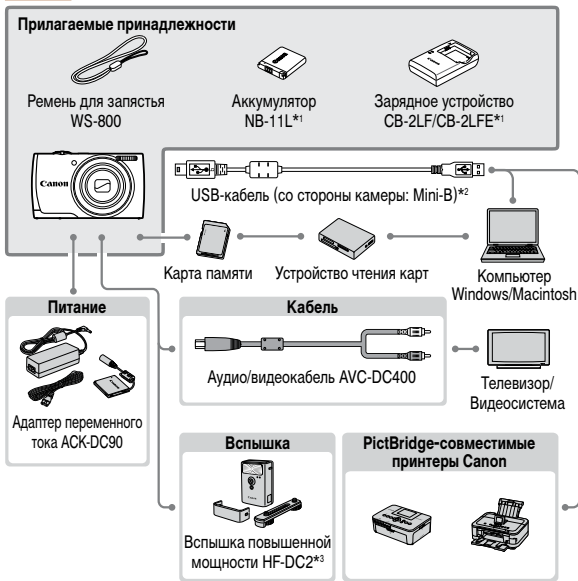 Прилагаемые принадлежности
Ремень для запястья
WS-800
Аккумулятор
NB-11L*1
Зарядное устройство
CB-2LF/CB-2LFE*1
Canon
USB-кабель (со стороны камеры: Mini-B)*2
Карта памяти
Устройство чтения карт
Компьютер
Windows/Macintosh
Питание
Адаптер переменного
тока ACK-DC90
Кабель
Аудио/видеокабель AVC-DC400
Телевизор/
Видеосистема
Вспышка
Вспышка повышенной
мощности HF-DC2*3
PictBridge-совместимые
принтеры Canon